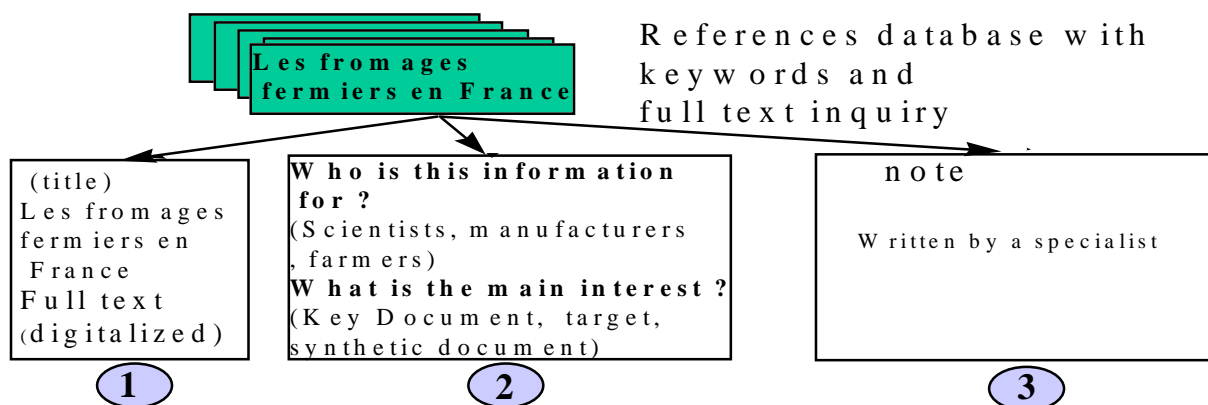 Les fromages
fermiers en France
References database with
keywords and
full text inquiry
(title)
Les fromages
fermiers en
France
Full text
(digitalized)
Who is this information
for ?
(Scientists, manufacturers
, farmers)
What is the main interest ?
(Key Document, target,
synthetic document)
note
Written by a specialist
1
2
3